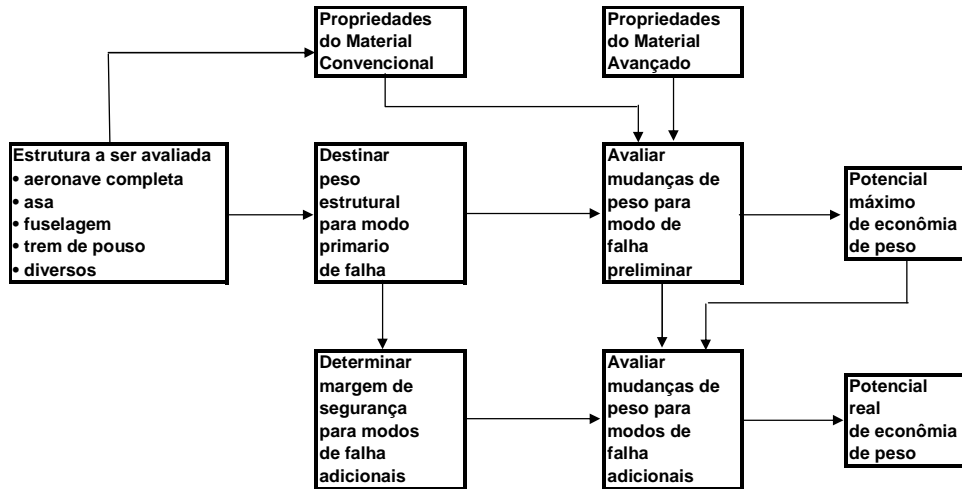 Propriedades
do Material
Convencional
Propriedades
do Material
Avançado
Estrutura a ser avaliada
• aeronave completa
• asa
• fuselagem
• trem de pouso
• diversos
Destinar
peso
estrutural
para modo
primario
de falha
Avaliar
mudanças de
peso para
modo de
falha
preliminar
Potencial
máximo
de econômia
de peso
Determinar
margem de
segurança
para modos
de falha
adicionais
Avaliar
mudanças de
peso para
modos de
falha
adicionais
Potencial
real
de econômia
de peso